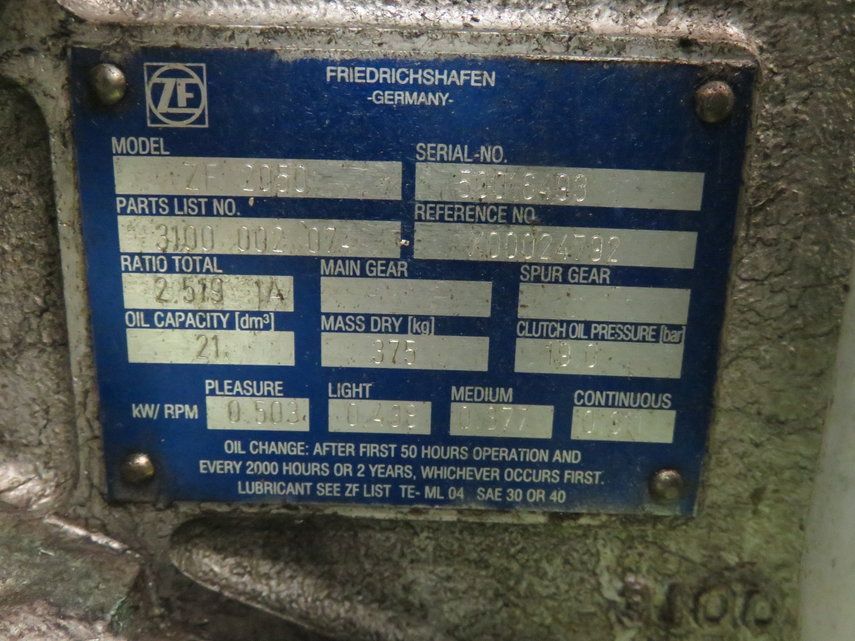 ZF
FRIEDRICHSHAFEN
-GERMANY-
MODEL SERIAL-NO.
ZF 2050
PARTS LIST NO. REFERENCE NO
3100 002
RATIO TOTAL MAIN GEAR SPUR GEAR
2.519 1A
OIL CAPACITY [dm³] MASS DRY [kg] CLUTCH OIL PRESSURE [bar]
21 375
PLEASURE LIGHT MEDIUM CONTINUOUS
kW/ RPM 0.503 0.377
OIL CHANGE: AFTER FIRST 50 HOURS OPERATION AND
EVERY 2000 HOURS OR 2 YEARS, WHICHEVER OCCURS FIRST.
LUBRICANT SEE ZF LIST TE- ML 04 SAE 30 OR 40